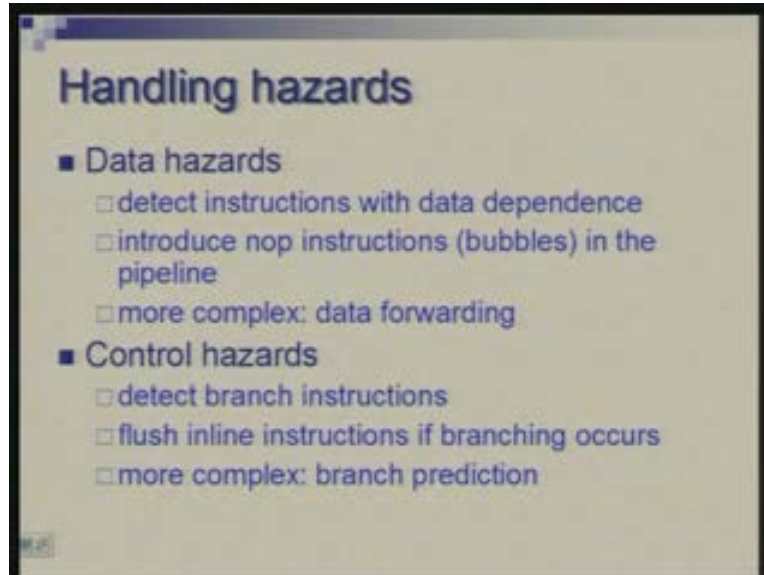 Handling hazards
Data hazards
detect instructions with data dependence
introduce nop instructions (bubbles) in the
pipeline
more complex: data forwarding
Control hazards
detect branch instructions
flush inline instructions if branching occurs
more complex: branch prediction